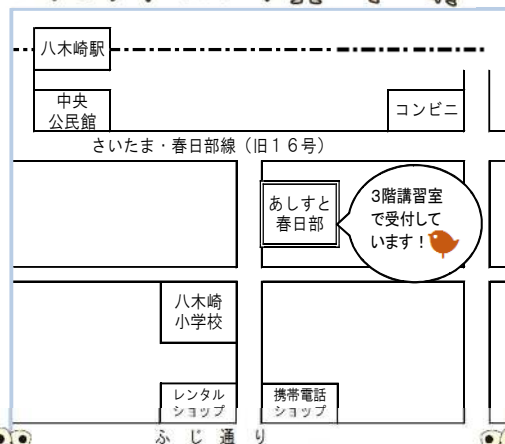 八木崎駅
中央
公民館
コンビニ
さいたま・春日部線（旧１６号）
あしすと
春日部
3階講習室
で受付して
います！
八木崎
小学校
レンタル
ショップ
携帯電話
ショップ
ふじ通り